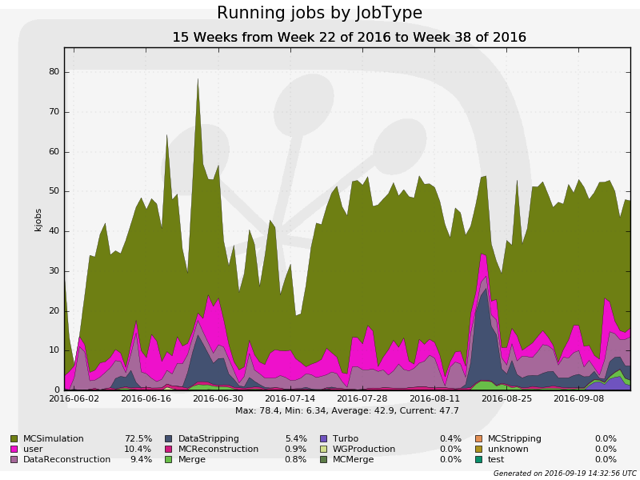 Running jobs by JobType
15 Weeks from Week 22 of 2016 to Week 38 of 2016
80
70
60
50
40
30
20
10
0
kjobs
2016-06-02 2016-06-16 2016-06-30 2016-07-14 2016-07-28 2016-08-11 2016-08-25 2016-09-08
Max: 78.4, Min: 6.34, Average: 42.9, Current: 47.7
MCSimulation 72.5% DataStripping 5.4% Turbo 0.4% MCStripping 0.0%
user 10.4% MCReconstruction 0.9% WGProduction 0.0% unknown 0.0%
DataReconstruction 9.4% Merge 0.8% MCMerge 0.0% test 0.0%
Generated on 2016-09-19 14:32:56 UTC